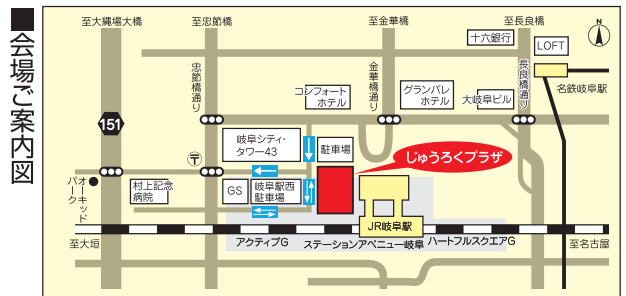 ■会場ご案内図
至大縄場大橋
至忠節橋
至金華橋
至長良橋
N
十六銀行
LOFT
忠節橋通り
金華橋通り
長良橋通り
名鉄岐阜駅
コンフォート
ホテル
グランパレ
ホテル
大岐阜ビル
151
岐阜シティ・
タワー43
駐車場
じゅうろくプラザ
〒
オーキッド
パーク
村上記念
病院
GS
岐阜駅西
駐車場
JR岐阜駅
至大垣
アクティブG
ステーションアベニュー岐阜
ハートフルスクエアG
至名古屋